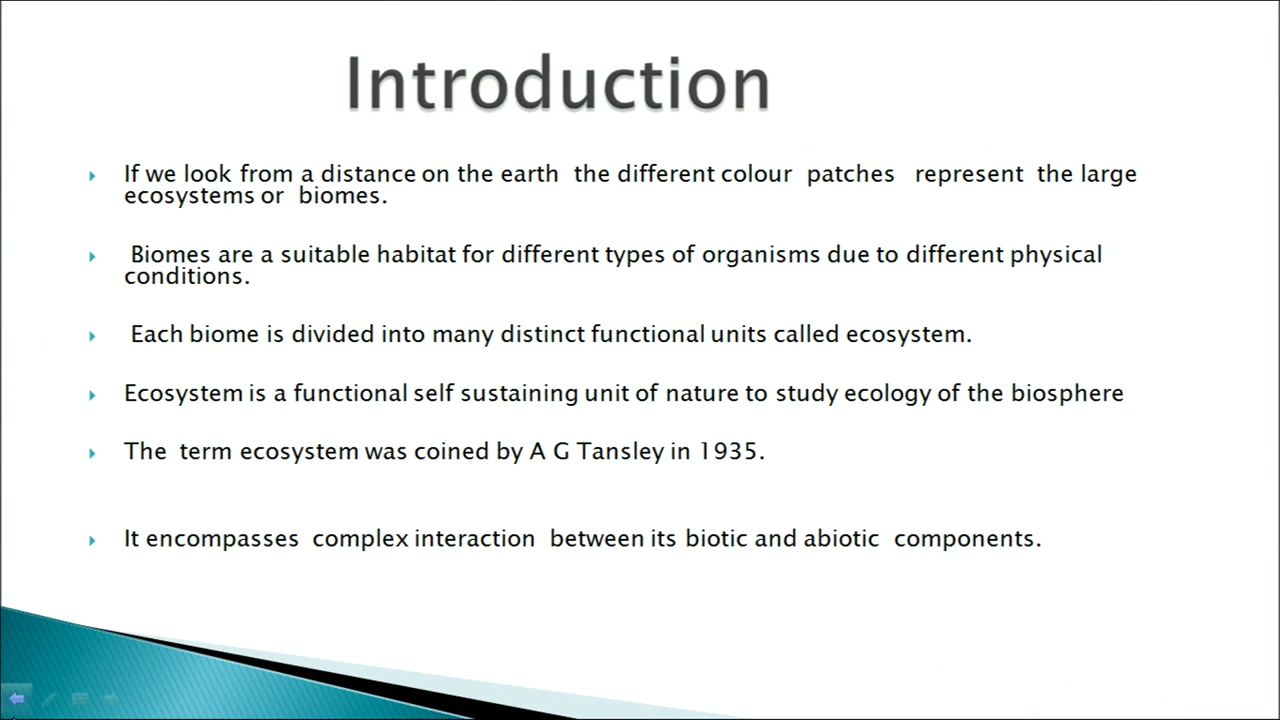 Introduction
If we look from a distance on the earth the different colour patches represent the large
ecosystems or biomes.
Biomes are a suitable habitat for different types of organisms due to different physical
conditions.
Each biome is divided into many distinct functional units called ecosystem.
Ecosystem is a functional self sustaining unit of nature to study ecology of the biosphere
The term ecosystem was coined by A G Tansley in 1935.
It encompasses complex interaction between its biotic and abiotic components.